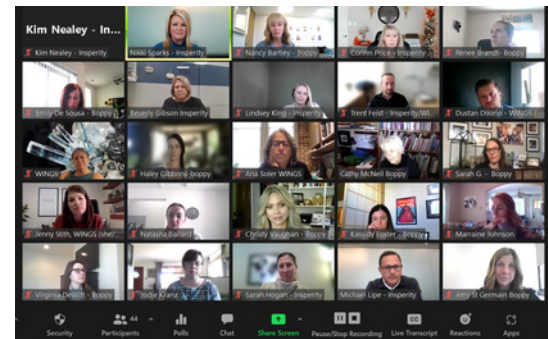 Kim Nealey - In...
Kim Nealey - Insperity
Nikki Sparks - Insperity
Nancy Bartley - Boppy
Corinn Price - Insperity
Renee Brandt- Boppy
Emily De Sousa - Boppy
Beverly Gibson Insperity
Lindsey King - Insperity
Trent Feist - Insperity/WI...
Dustan Dilorio - WINGS
WINGS
Haley Gibbons-boppy
Ana Soler WINGS
Cathy McNeil Boppy
Sarah G. - Boppy
Jenny Stith, WINGS (she/
Natasha ballard
Christy Vaughan - Boppy
Kassidy Foster - Boppy
Marraine Johnson
Virginia DeWitt - Boppy
Jodie Kranz
Sarah Hogan - Insperity
Michael Lipe - Insperity
Amy St Germain Boppy
Security
Participants
44
Polls
Chat
Share Screen
Pause/Stop Recording
CC
Live Transcript
Reactions
Apps